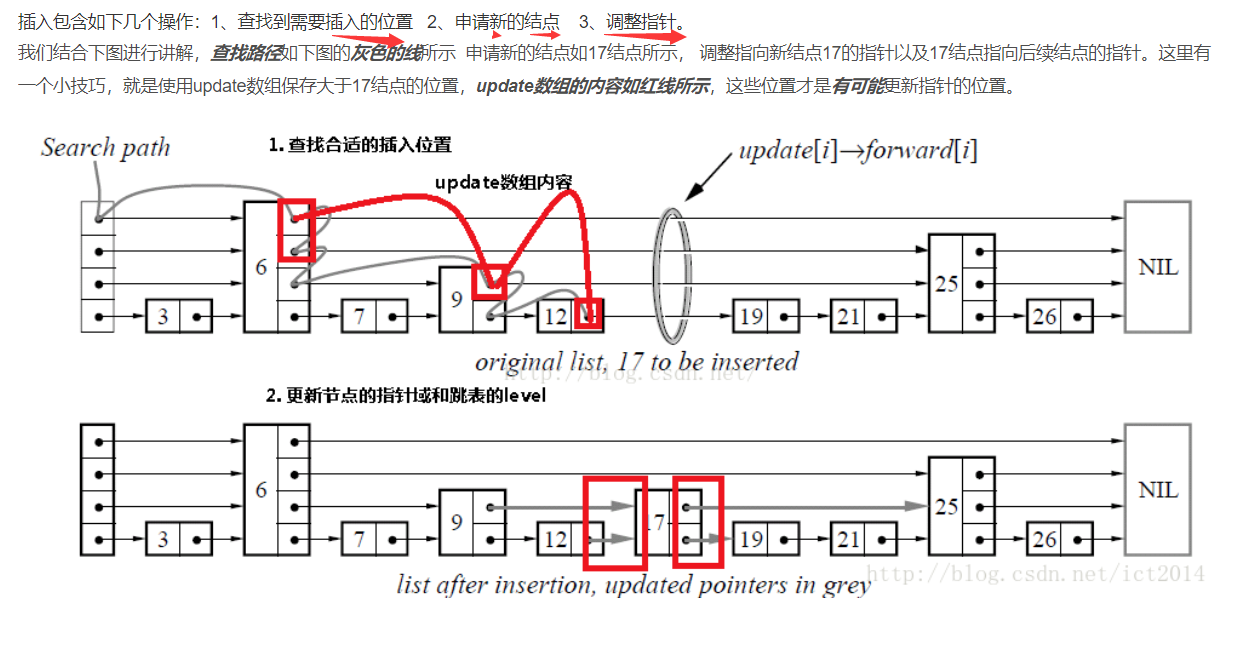 插入包含如下几个操作：1、查找到需要插入的位置 2、申请新的结点 3、调整指针。
我们结合下图进行讲解，查找路径如下图的灰色的线所示 申请新的结点如17结点所示， 调整指向新结点17的指针以及17结点指向后续结点的指针。这里有
一个小技巧，就是使用update数组保存大于17结点的位置，update数组的内容如红线所示，这些位置才是有可能更新指针的位置。
Search path
1. 查找合适的插入位置
update[i]→forward[i]
update数组内容
6
NIL
9
25
3
7
12
19
21
26
original list, 17 to be inserted
http://blog.csdn.net/
2. 更新节点的指针域和跳表的level
6
NIL
9
17
25
3
7
12
19
21
26
list after insertion, updated pointers in grey
http://blog.csdn.net/ict2014